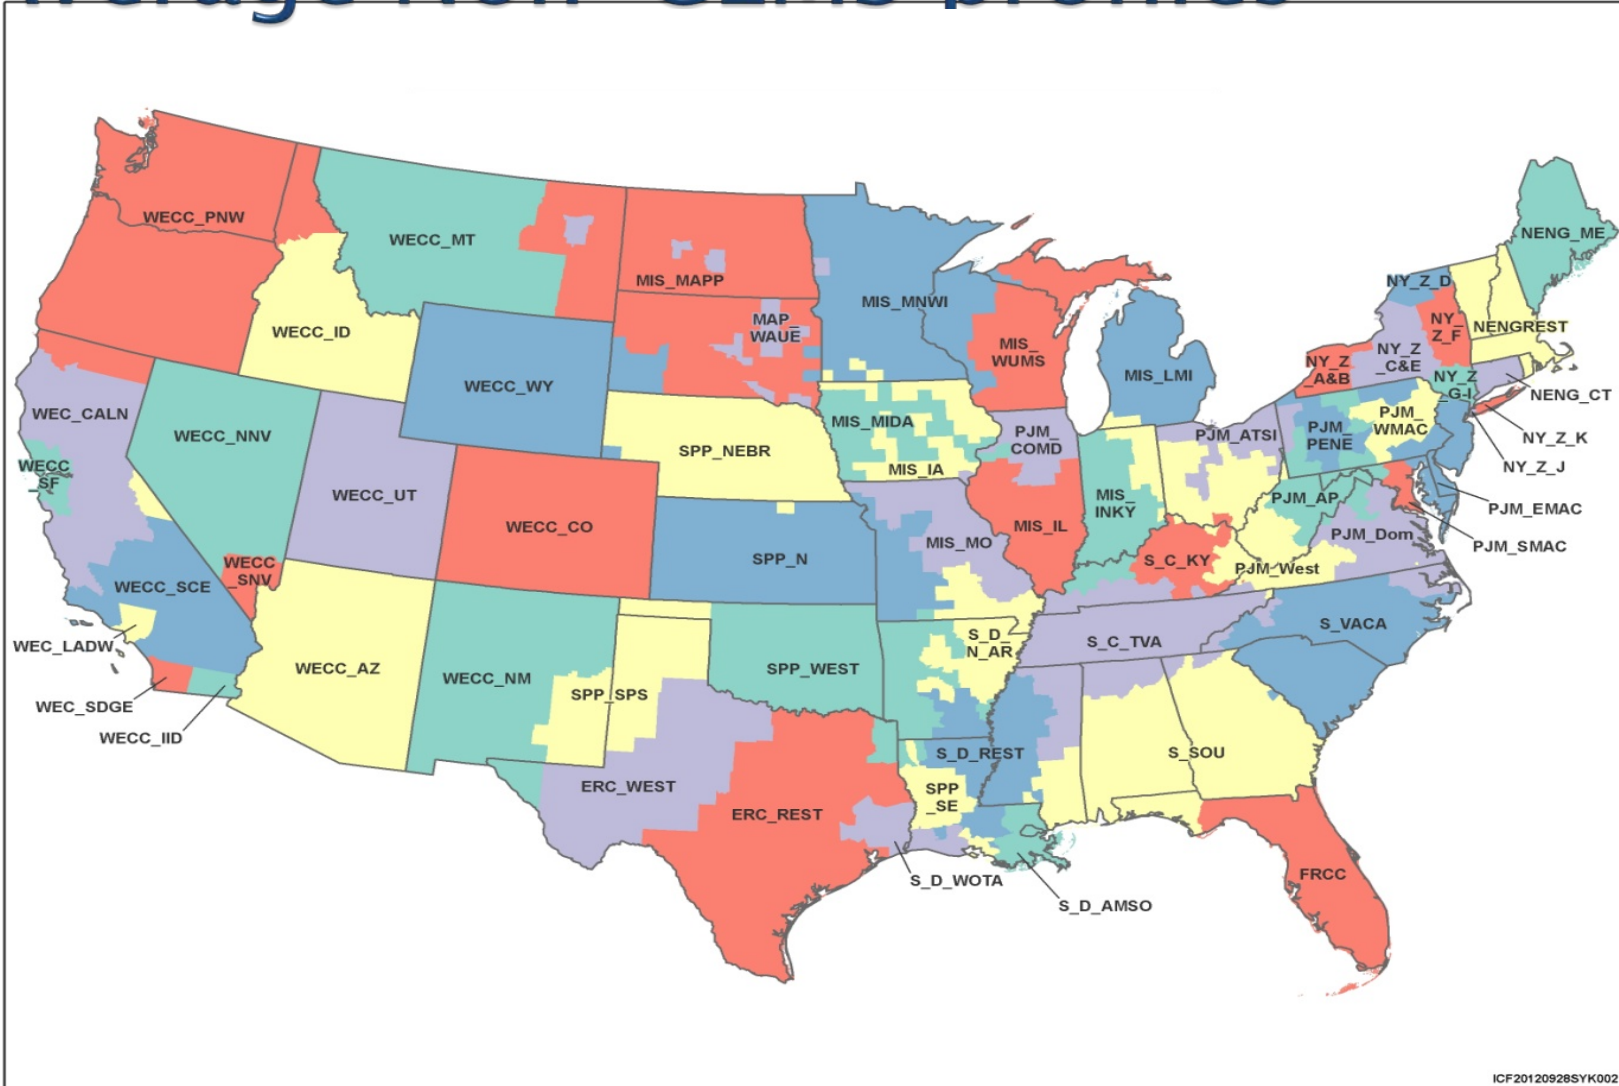 WECC_PNW
WECC_MT
MIS_MAPP
MAP_
WAUE
MIS_MNWI
MIS_
WUMS
MIS_LMI
WECC_ID
WECC_WY
WEC_CALN
WECC_NNV
WECC
_SF
WECC_UT
WECC_CO
SPP_NEBR
MIS_MIDA
MIS_IA
PJM_
COMD
PJM_ATSI
PJM_
PENE
PJM_
WMAC
NY_Z_D
NY_
Z_F
NY_Z
_C&E
NY_Z
_A&B
NY_Z
_G-I
NENG_ME
NENGREST
NENG_CT
NY_Z_K
NY_Z_J
PJM_EMAC
PJM_SMAC
PJM_AP
PJM_Dom
PJM_West
MIS_
INKY
MIS_IL
MIS_MO
SPP_N
S_C_KY
S_VACA
S_C_TVA
WECC
_SNV
WECC_SCE
WEC_LADW
WEC_SDGE
WECC_IID
WECC_AZ
WECC_NM
SPP_SPS
SPP_WEST
S_D_
N_AR
S_D_REST
SPP
_SE
S_SOU
ERC_WEST
ERC_REST
S_D_WOTA
S_D_AMSO
FRCC
ICF20120928SYK002